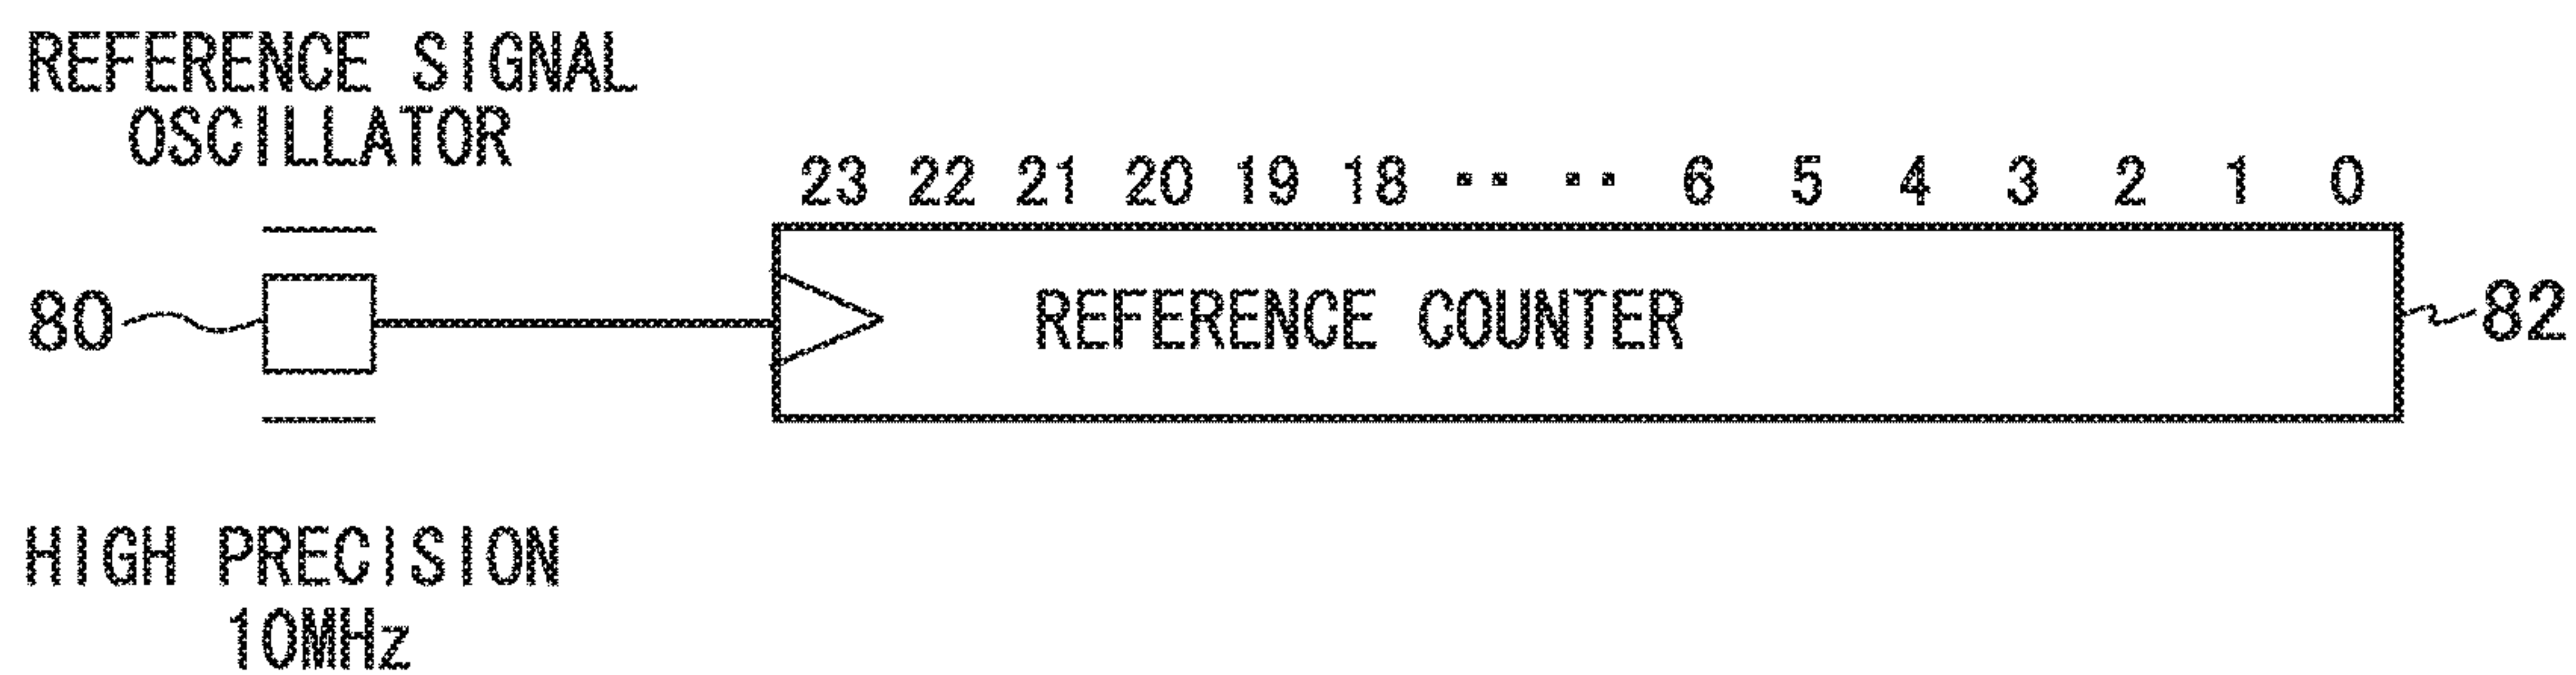 REFERENCE SIGNAL
OSCILLATOR
23 22 21 20 19 18 ·· ·· 6 5 4 3 2 1 0
80
REFERENCE COUNTER
82
HIGH PRECISION
10MHz